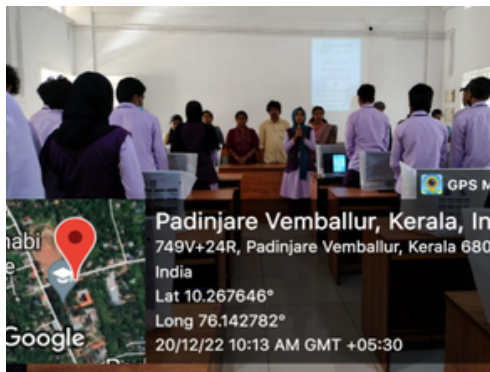 GPS M
Padinjare Vemballur, Kerala, In
749V+24R, Padinjare Vemballur, Kerala 680
India
Lat 10.267646°
Long 76.142782°
20/12/22 10:13 AM GMT +05:30
nabi
e
Google